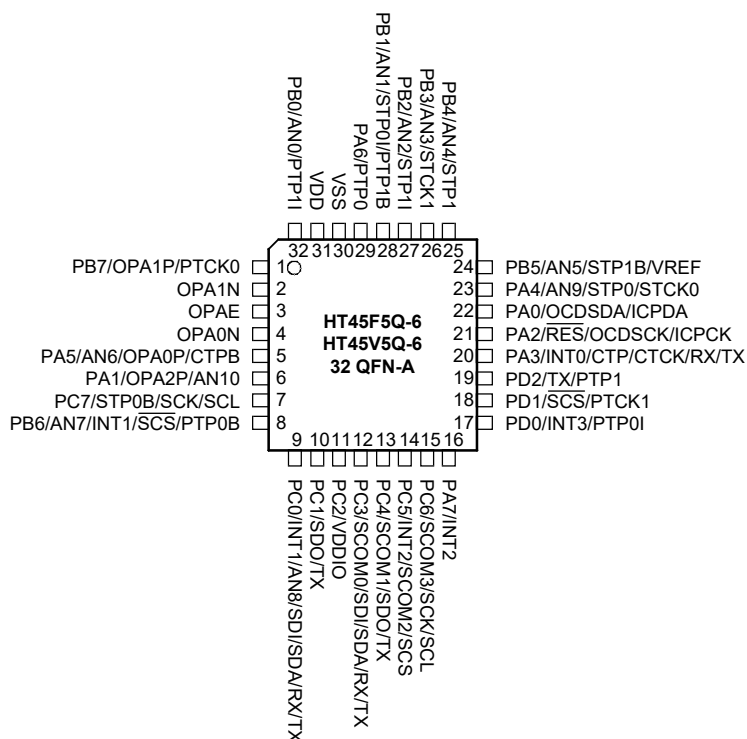 PB0/AN0/PTP1I
VDD
VSS
PA6/PTP0
PB1/AN1/STP0I/PTP1B
PB2/AN2/STP1I
PB3/AN3/STCK1
PB4/AN4/STP1
32 31 30 29 28 27 26 25
PB7/OPA1P/PTCK0 1
OPA1N 2
OPAE 3
OPA0N 4
PA5/AN6/OPA0P/CTPB 5
PA1/OPA2P/AN10 6
PC7/STP0B/SCK/SCL 7
PB6/AN7/INT1/SCS/PTP0B 8
HT45F5Q-6
HT45V5Q-6
32 QFN-A
24 PB5/AN5/STP1B/VREF
23 PA4/AN9/STP0/STCK0
22 PA0/OCDSDA/ICPDA
21 PA2/RES/OCDSCK/ICPCK
20 PA3/INT0/CTP/CTCK/RX/TX
19 PD2/TX/PTP1
18 PD1/SCS/PTCK1
17 PD0/INT3/PTP0I
9 10 11 12 13 14 15 16
PC0/INT1/AN8/SDI/SDA/RX/TX
PC1/SDO/TX
PC2/VDDIO
PC3/SCOM0/SDI/SDA/RX/TX
PC4/SCOM1/SDO/TX
PC5/INT2/SCOM2/SCS
PC6/SCOM3/SCK/SCL
PA7/INT2